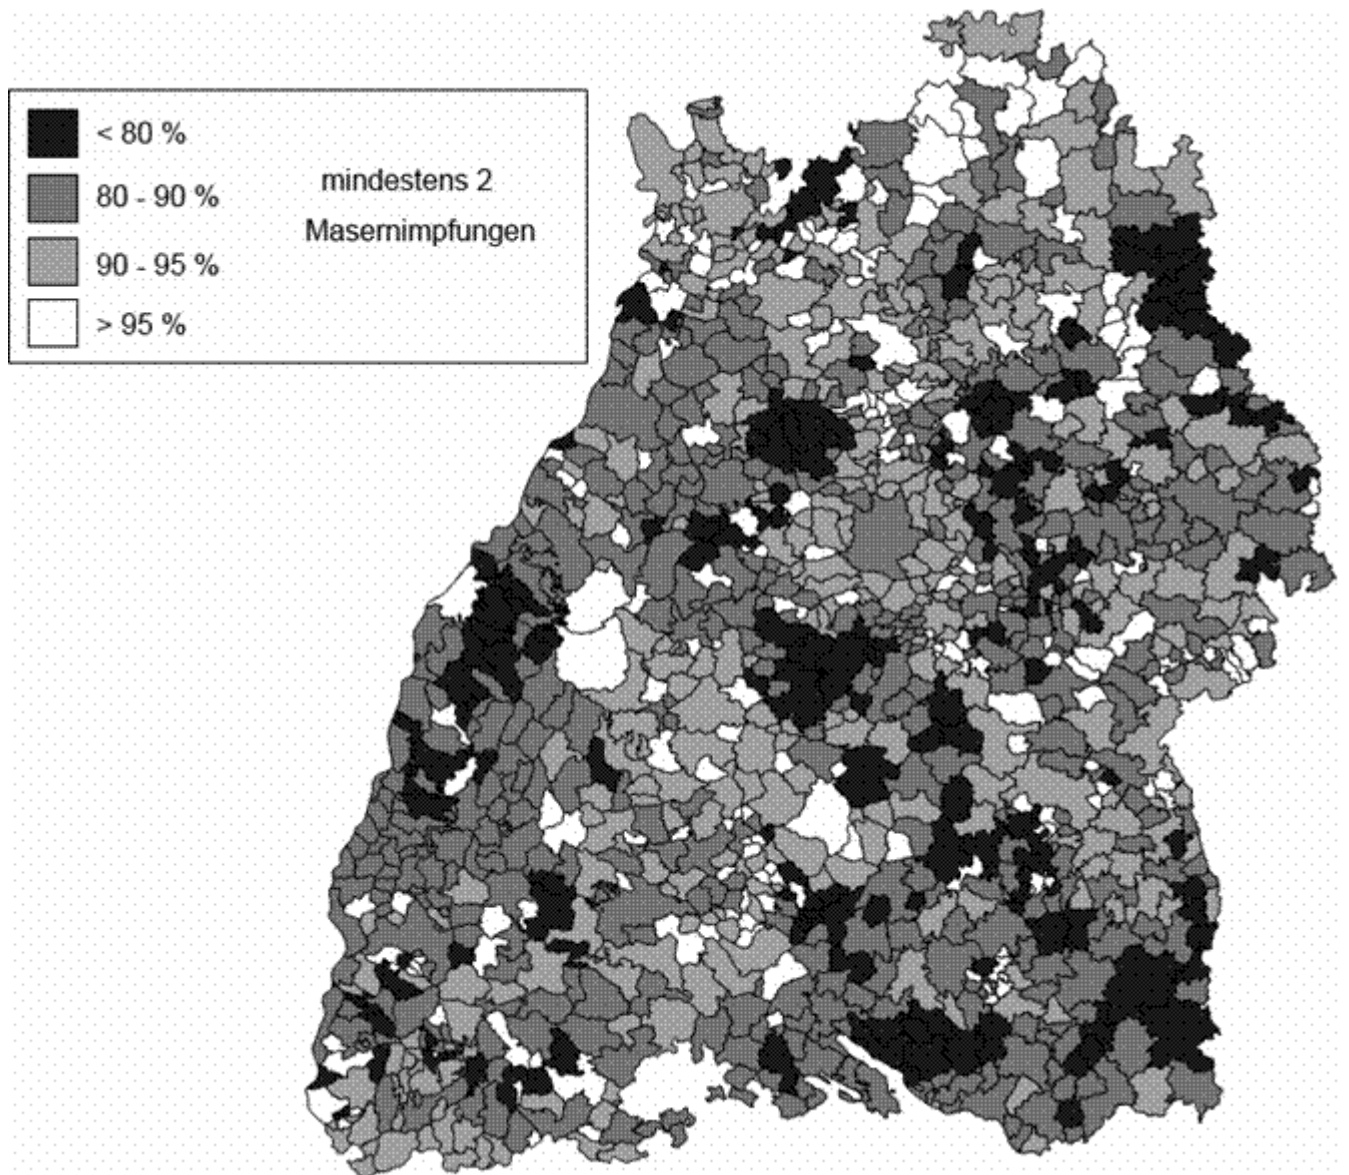 < 80 %
80 - 90 %
90 - 95 %
> 95 %
mindestens 2
Masernimpfungen